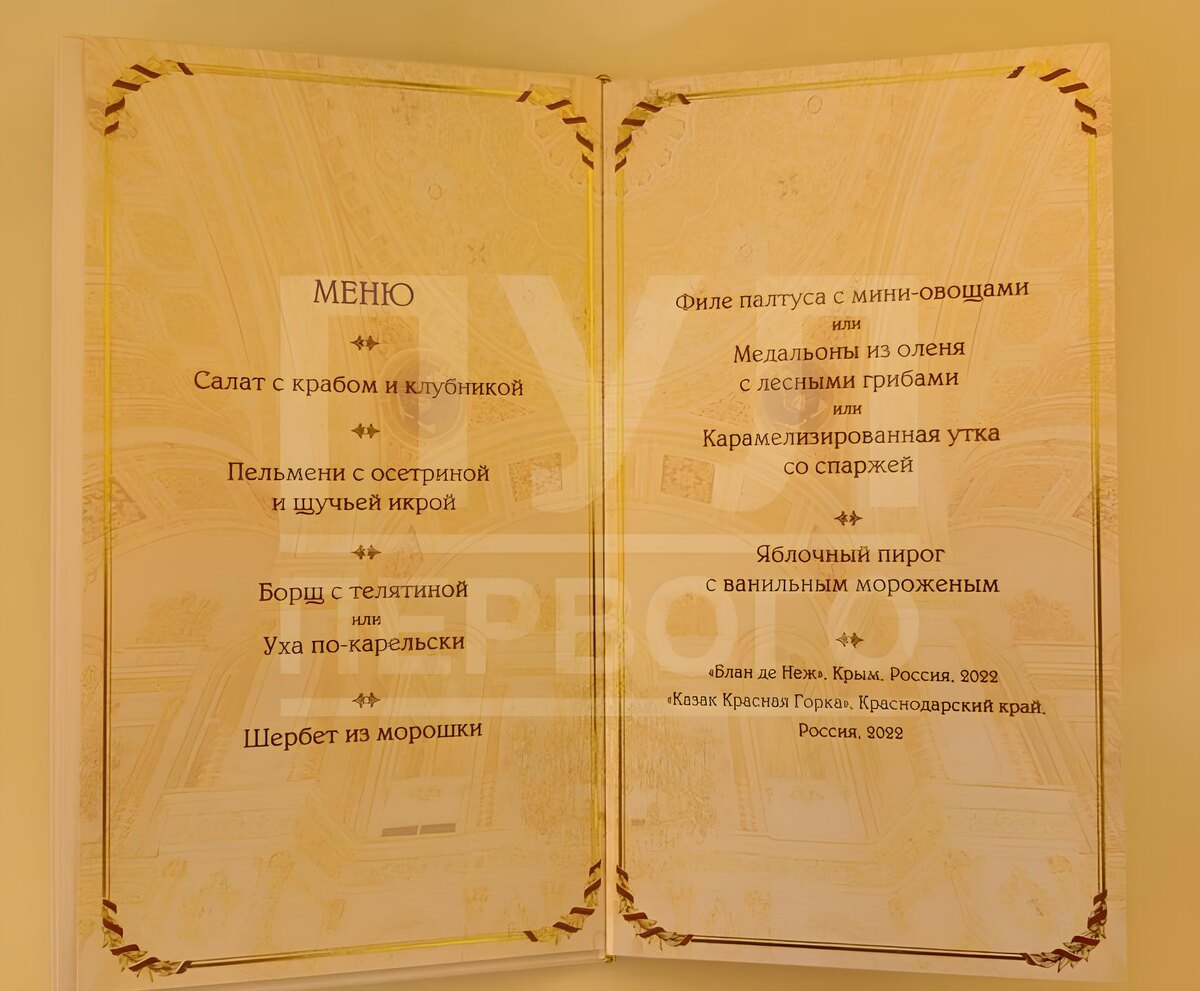 МЕНЮ
Салат с крабом и клубникой
Пельмени с осетриной
и щучьей икрой
Борщ с телятиной
или
Уха по-карельски
Шербет из морошки
Филе палтуса с мини-овощами
или
Медальоны из оленя
с лесными грибами
или
Карамелизированная утка
со спаржей
Яблочный пирог
с ванильным мороженым
«Блан де Неж», Крым, Россия, 2022
«Казак Красная Горка», Краснодарский край,
Россия, 2022
ПУЛ
ПЕРВОГО